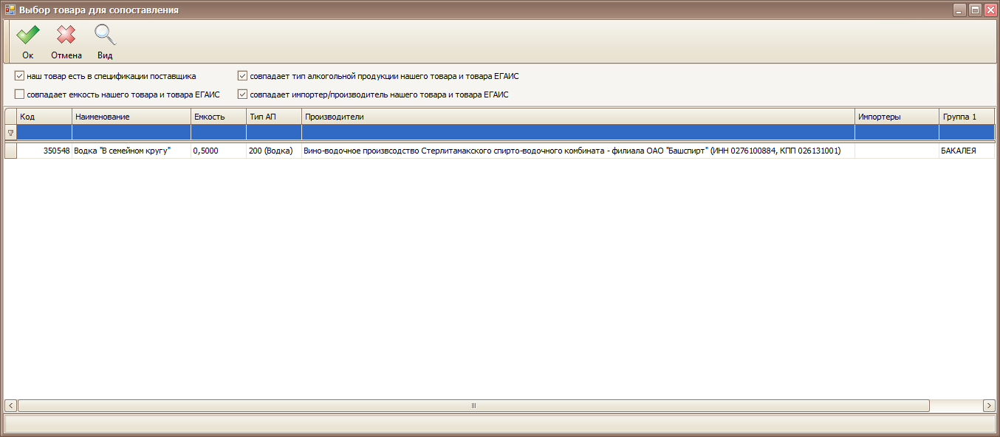 Выбор товара для сопоставления
Ок Отмена Вид
наш товар есть в спецификации поставщика совпадает тип алкогольной продукции нашего товара и товара ЕГАИС
совпадает емкость нашего товара и товара ЕГАИС совпадает импортер/производитель нашего товара и товара ЕГАИС
Код Наименование Емкость Тип АП Производители Импортеры Группа 1
350548 Водка "В семейном кругу" 0,5000 200 (Водка) Вино-водочное произвсодство Стерлитамакского спирто-водочного комбината - филиала ОАО "Башспирт" (ИНН 0276100884, КПП 026131001) БАКАЛЕЯ